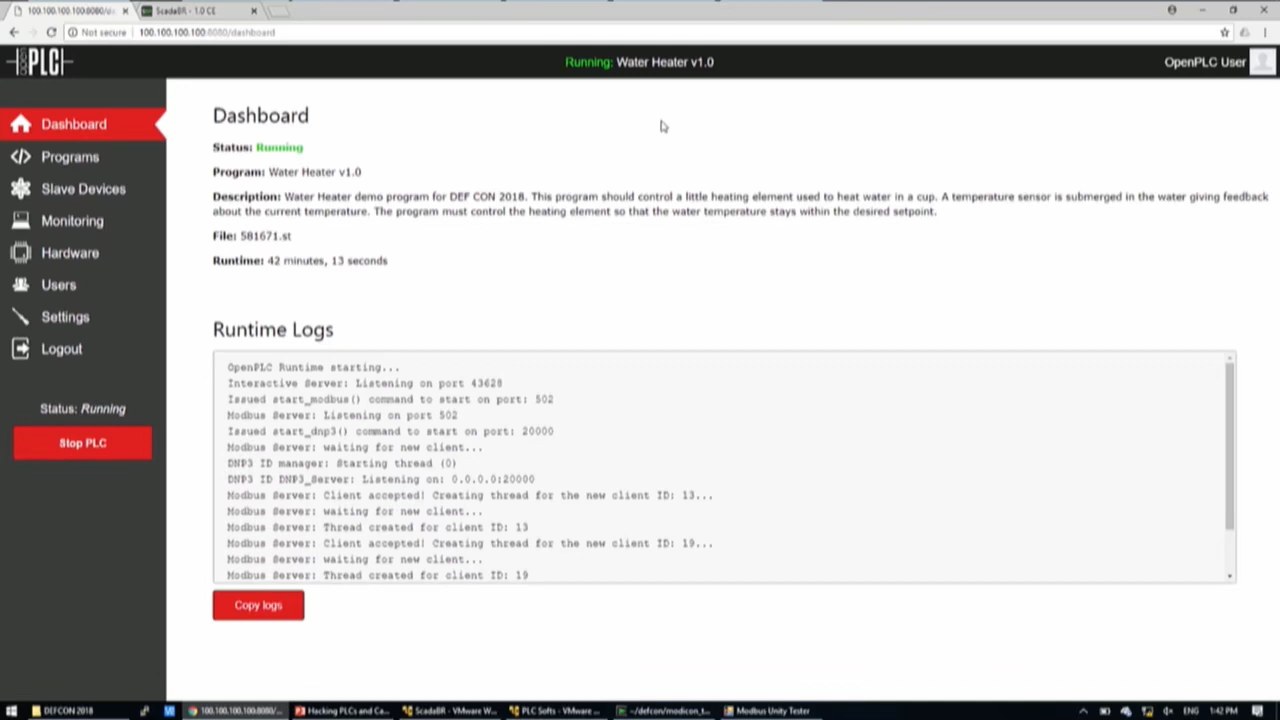 100.100.100.100:8080/
ScadaBR - 1.0 CE
Not secure
100.100.100.100:8080/dashboard
OPEN PLC
Running: Water Heater v1.0
OpenPLC User
Dashboard
Programs
Slave Devices
Monitoring
Hardware
Users
Settings
Logout
Status: Running
Stop PLC
Dashboard
Status: Running
Program: Water Heater v1.0
Description: Water Heater demo program for DEF CON 2018. This program should control a little heating element used to heat water in a cup. A temperature sensor is submerged in the water giving feedback
about the current temperature. The program must control the heating element so that the water temperature stays within the desired setpoint.
File: 581671.st
Runtime: 42 minutes, 13 seconds
Runtime Logs
OpenPLC Runtime starting...
Interactive Server: Listening on port 43628
Issued start_modbus() command to start on port: 502
Modbus Server: Listening on port 502
Issued start_dnp3() command to start on port: 20000
Modbus Server: waiting for new client...
DNP3 ID manager: Starting thread (0)
DNP3 ID DNP3_Server: Listening on: 0.0.0.0:20000
Modbus Server: Client accepted! Creating thread for the new client ID: 13...
Modbus Server: waiting for new client...
Modbus Server: Thread created for client ID: 13
Modbus Server: Client accepted! Creating thread for the new client ID: 19...
Modbus Server: waiting for new client...
Modbus Server: Thread created for client ID: 19
Copy logs
DEFCON 2018
100.100.100.100:8080/...
Hacking PLCs and Ca...
ScadaBR - VMware W...
PLC Softs - VMware ...
~/defcon/modicon_t...
Modbus Unity Tester
ENG
1:42 PM